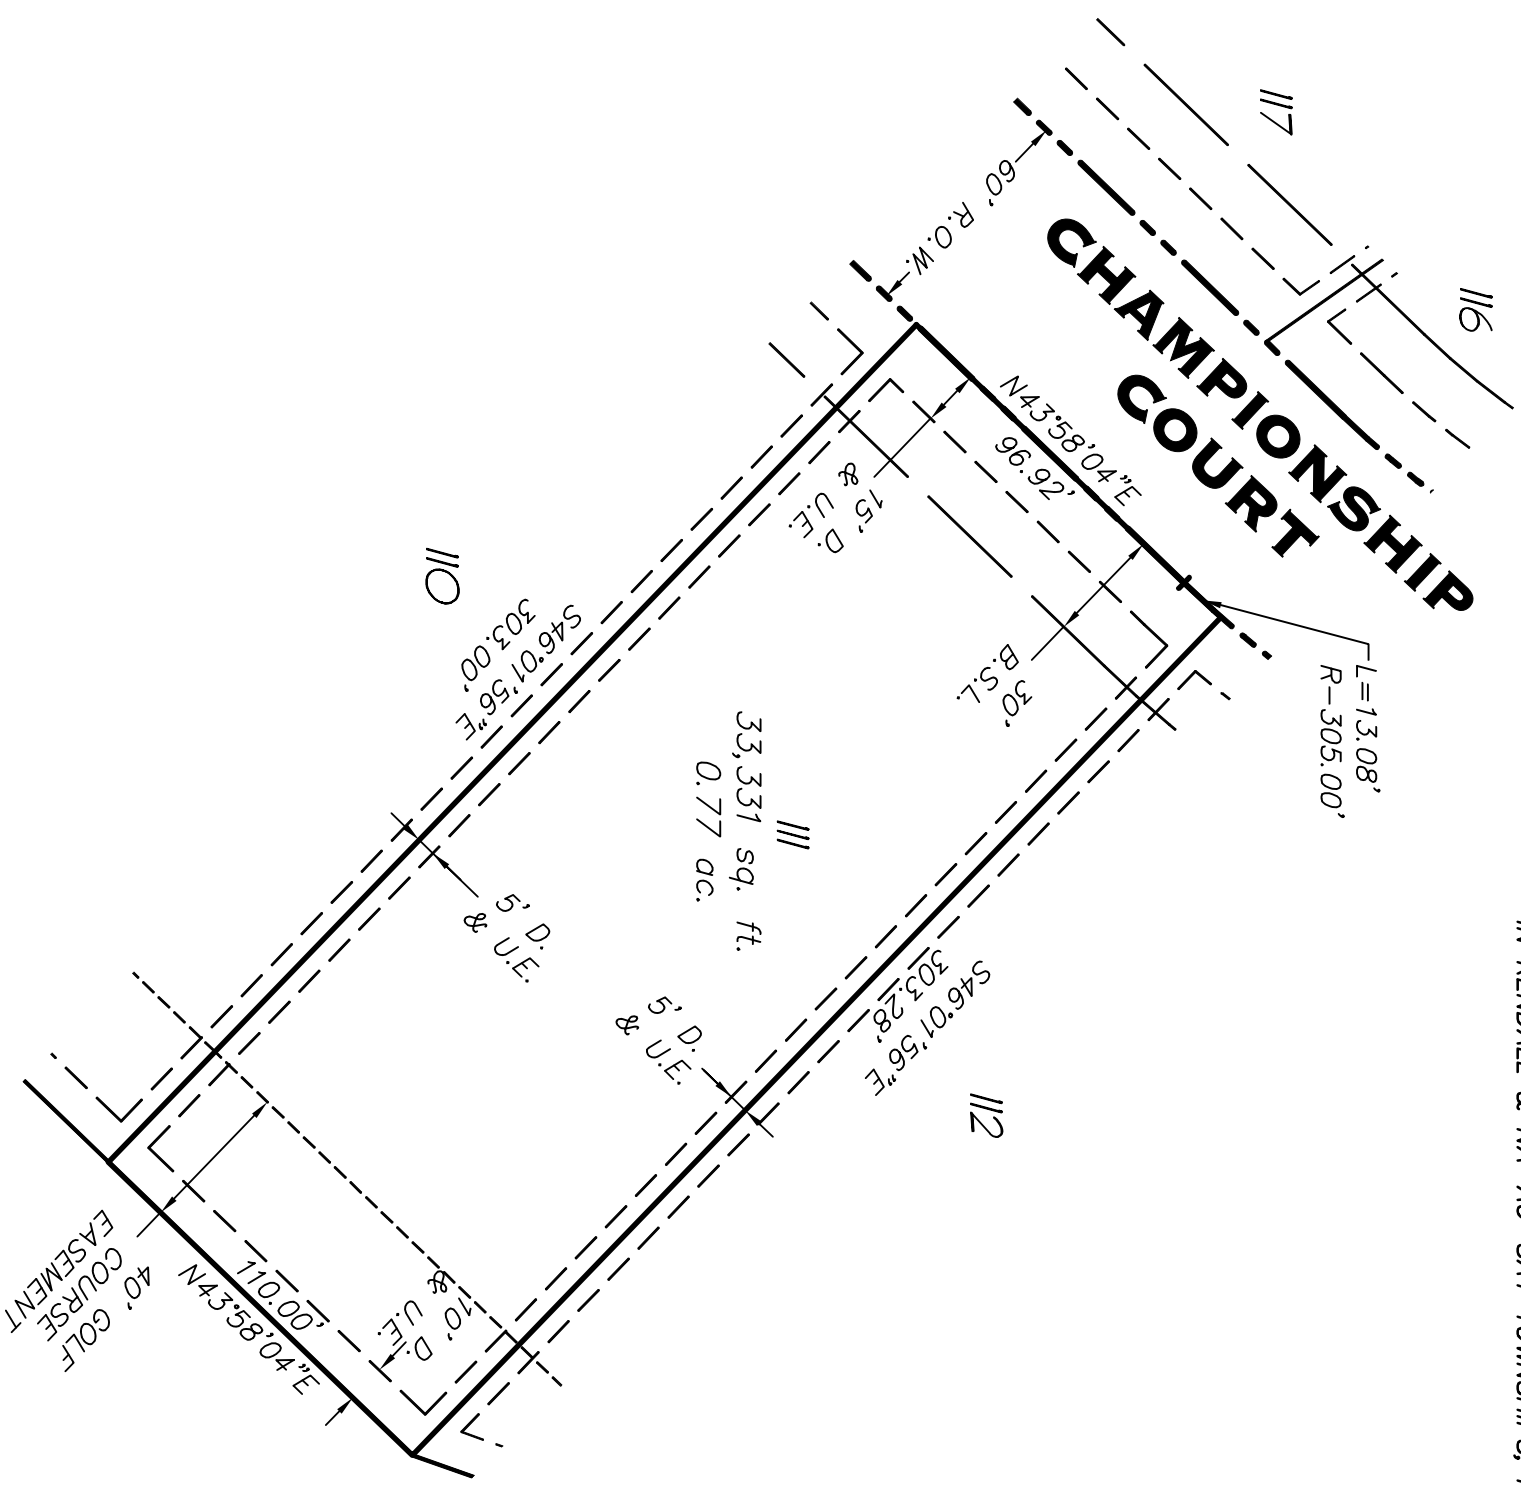 117
116
60' R.O.W.
CHAMPIONSHIP
COURT
N43°58'04"E
96.92'
L=13.08'
R-305.00'
15' D.
& U.E.
30'
B.S.L.
110
S46°01'56"E
303.00'
111
33,331 sq. ft.
0.77 ac.
5' D.
& U.E.
5' D.
& U.E.
S46°01'56"E
303.28'
112
40' GOLF
COURSE
EASEMENT
110.00'
N43°58'04"E
10' D.
& U.E.